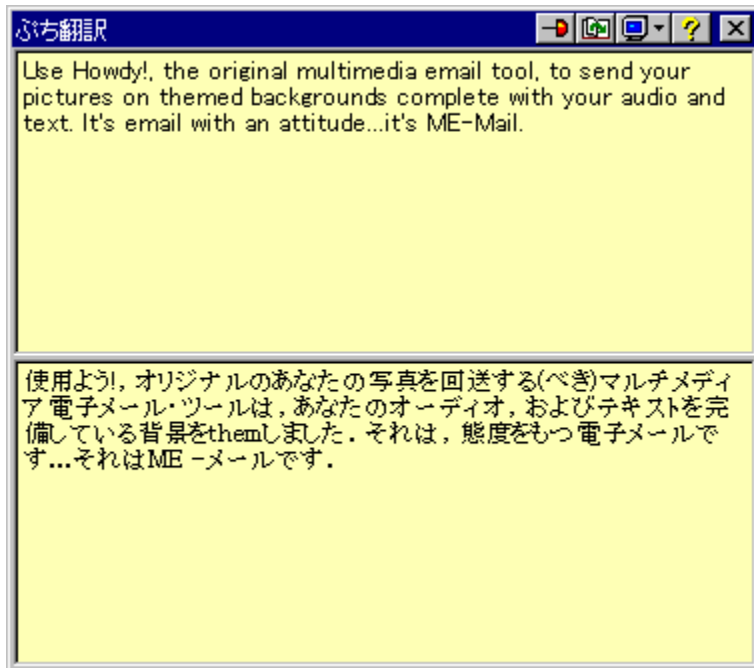 ぷち翻訳
Use Howdy!, the original multimedia email tool, to send your
pictures on themed backgrounds complete with your audio and
text. It's email with an attitude...it's ME-Mail.
使用よう!, オリジナルのあなたの写真を回送する(べき)マルチメディ
ア電子メール・ツールは, あなたのオーディオ, およびテキストを完
備している背景をthemしました. それは, 態度をもつ電子メールで
す...それはME -メールです.